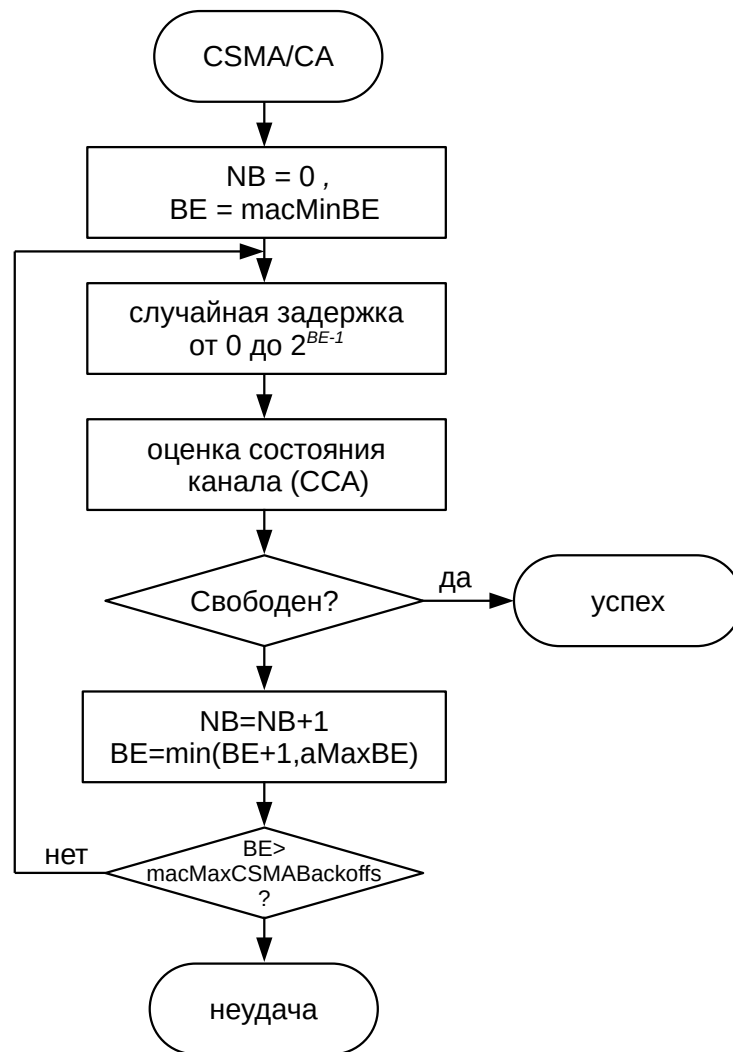 CSMA/CA
NB = 0 ,
BE = macMinBE
случайная задержка
от 0 до 2^BE-1
оценка состояния
канала (CCA)
Свободен?
да
успех
NB=NB+1
BE=min(BE+1,aMaxBE)
нет
BE>
macMaxCSMABackoffs
?
неудача